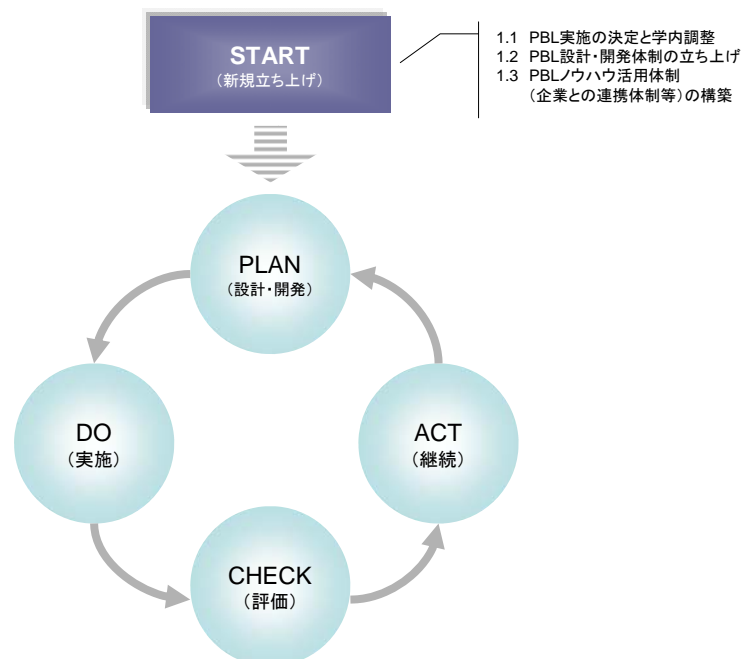 START
（新規立ち上げ）
1.1 PBL実施の決定と学内調整
1.2 PBL設計・開発体制の立ち上げ
1.3 PBLノウハウ活用体制
（企業との連携体制等）の構築
PLAN
（設計・開発）
DO
（実施）
ACT
（継続）
CHECK
（評価）